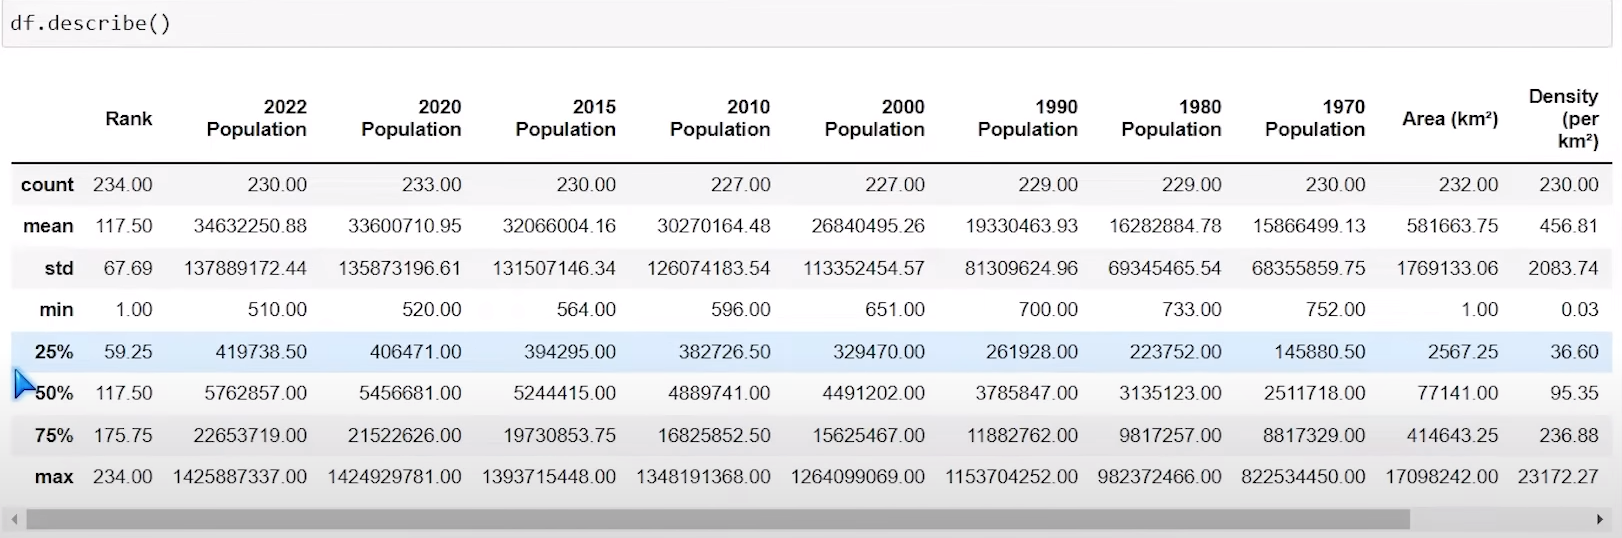 df.describe()
Rank 2022 Population 2020 Population 2015 Population 2010 Population 2000 Population 1990 Population 1980 Population 1970 Population Area (km²) Density (per km²)
count 234.00 230.00 233.00 230.00 227.00 227.00 229.00 229.00 230.00 232.00 230.00
mean 117.50 34632250.88 33600710.95 32066004.16 30270164.48 26840495.26 19330463.93 16282884.78 15866499.13 581663.75 456.81
std 67.69 137889172.44 135873196.61 131507146.34 126074183.54 113352454.57 81309624.96 69345465.54 68355859.75 1769133.06 2083.74
min 1.00 510.00 520.00 564.00 596.00 651.00 700.00 733.00 752.00 1.00 0.03
25% 59.25 419738.50 406471.00 394295.00 382726.50 329470.00 261928.00 223752.00 145880.50 2567.25 36.60
50% 117.50 5762857.00 5456681.00 5244415.00 4889741.00 4491202.00 3785847.00 3135123.00 2511718.00 77141.00 95.35
75% 175.75 22653719.00 21522626.00 19730853.75 16825852.50 15625467.00 11882762.00 9817257.00 8817329.00 414643.25 236.88
max 234.00 1425887337.00 1424929781.00 1393715448.00 1348191368.00 1264099069.00 1153704252.00 982372466.00 822534450.00 17098242.00 23172.27